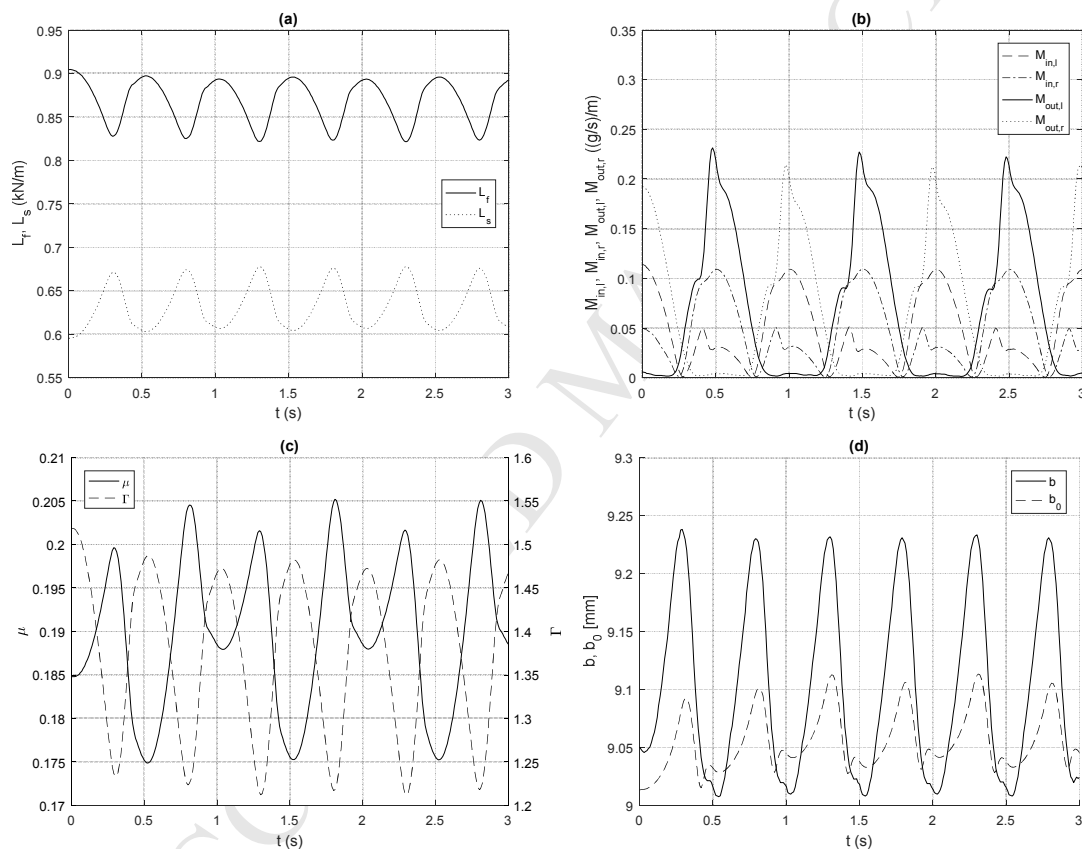 (a)
0.95
0.9
0.85
0.8
0.75
0.7
0.65
0.6
0.55
L_f, L_s (kN/m)
L_f
L_s
0 0.5 1 1.5 2 2.5 3
t (s)
(b)
0.35
0.3
0.25
0.2
0.15
0.1
0.05
0
M_in,l, M_in,r, M_out,l, M_out,r ((g/s)/m)
M_in,l
M_in,r
M_out,l
M_out,r
0 0.5 1 1.5 2 2.5 3
t (s)
(c)
0.21
0.205
0.2
0.195
0.19
0.185
0.18
0.175
0.17
μ
μ
Γ
1.6
1.55
1.5
1.45
1.4
1.35
1.3
1.25
1.2
Γ
0 0.5 1 1.5 2 2.5 3
t (s)
(d)
9.3
9.25
9.2
9.15
9.1
9.05
9
b, b_0 [mm]
b
b_0
0 0.5 1 1.5 2 2.5 3
t (s)